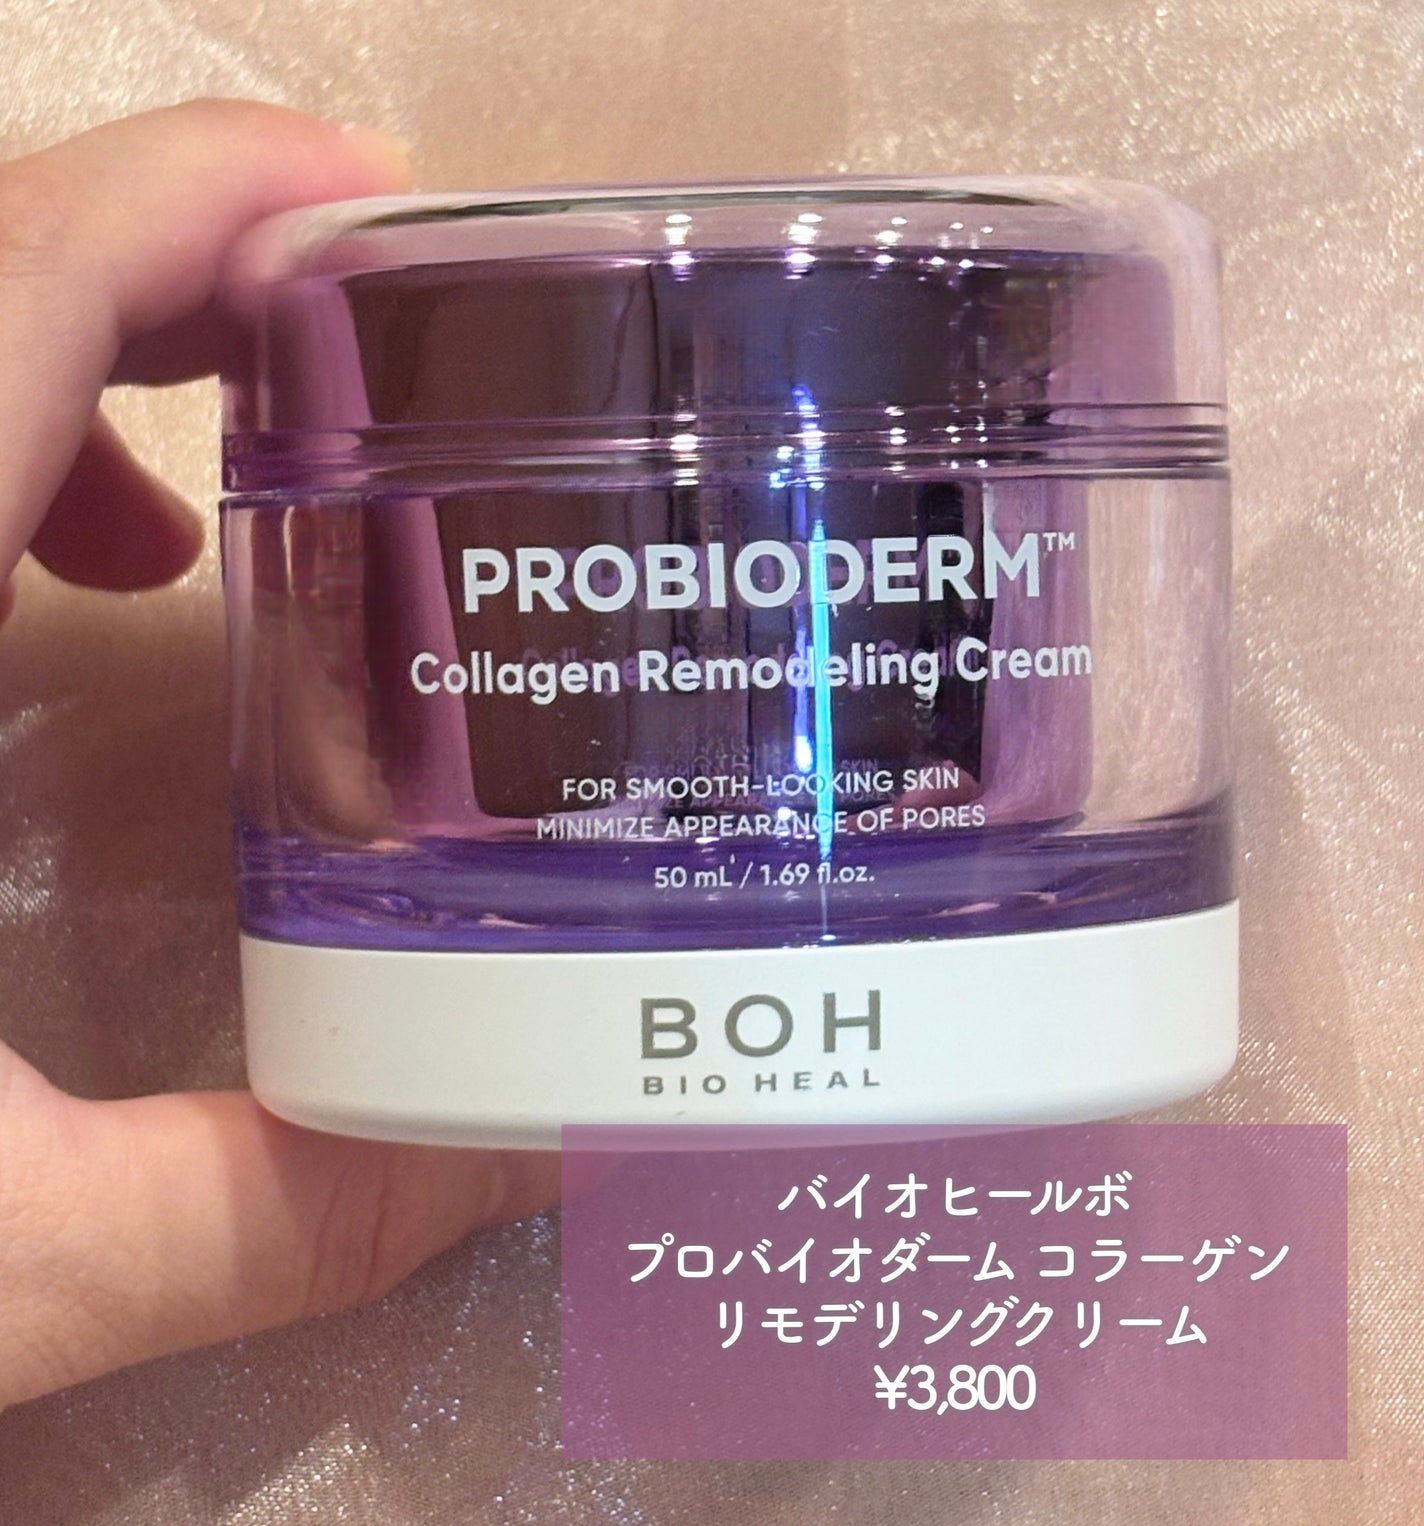 PROBIODERM™
Collagen Remodeling Cream
FOR SMOOTH-LOOKING SKIN
MINIMIZE APPEARANCE OF PORES
50 mL / 1.69 fl.oz.
BOH
BIO HEAL
バイオヒールボ
プロバイオダーム コラーゲン
リモデリングクリーム
¥3,800